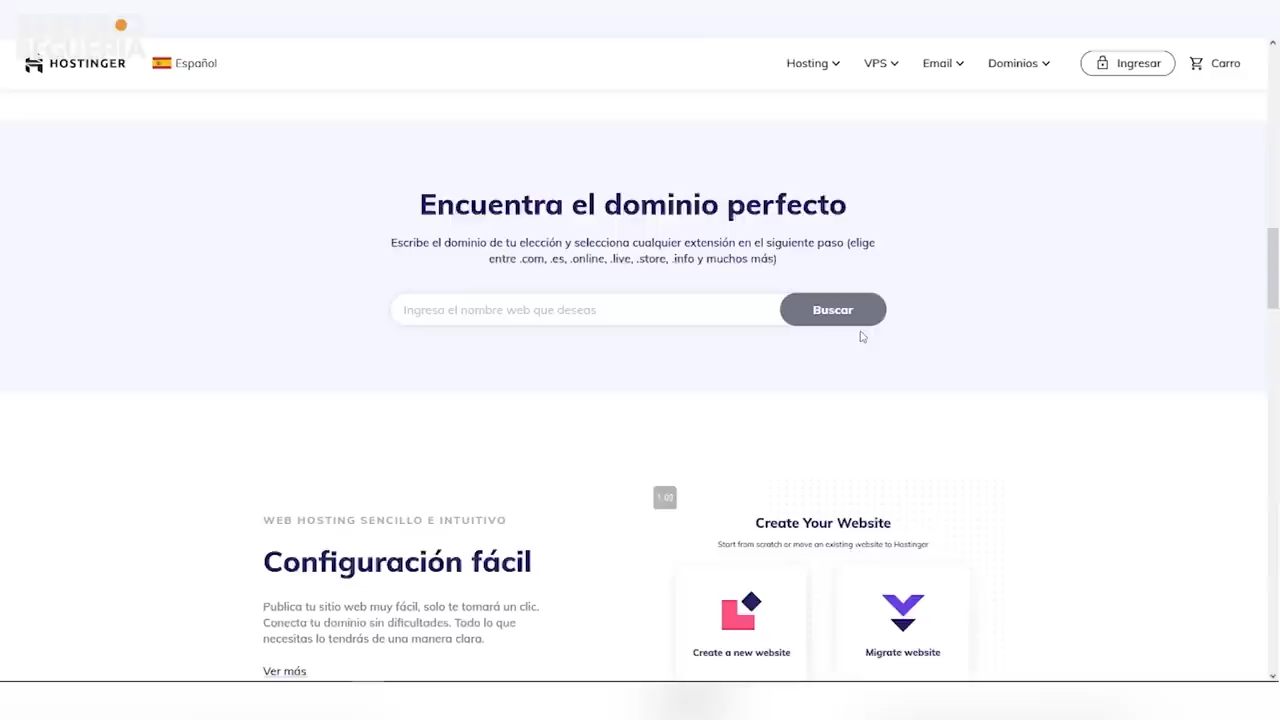 HOSTINGER
Español
Hosting
VPS
Email
Dominios
Ingresar
Carro
Encuentra el dominio perfecto
Escribe el dominio de tu elección y selecciona cualquier extensión en el siguiente paso (elige
entre .com, .es, .online, .live, .store, .info y muchos más)
Ingresa el nombre web que deseas
Buscar
WEB HOSTING SENCILLO E INTUITIVO
Configuración fácil
Publica tu sitio web muy fácil, solo te tomará un clic.
Conecta tu dominio sin dificultades. Todo lo que
necesitas lo tendrás de una manera clara.
Ver más
Create Your Website
Start from scratch or move an existing website to Hostinger
Create a new website
Migrate website